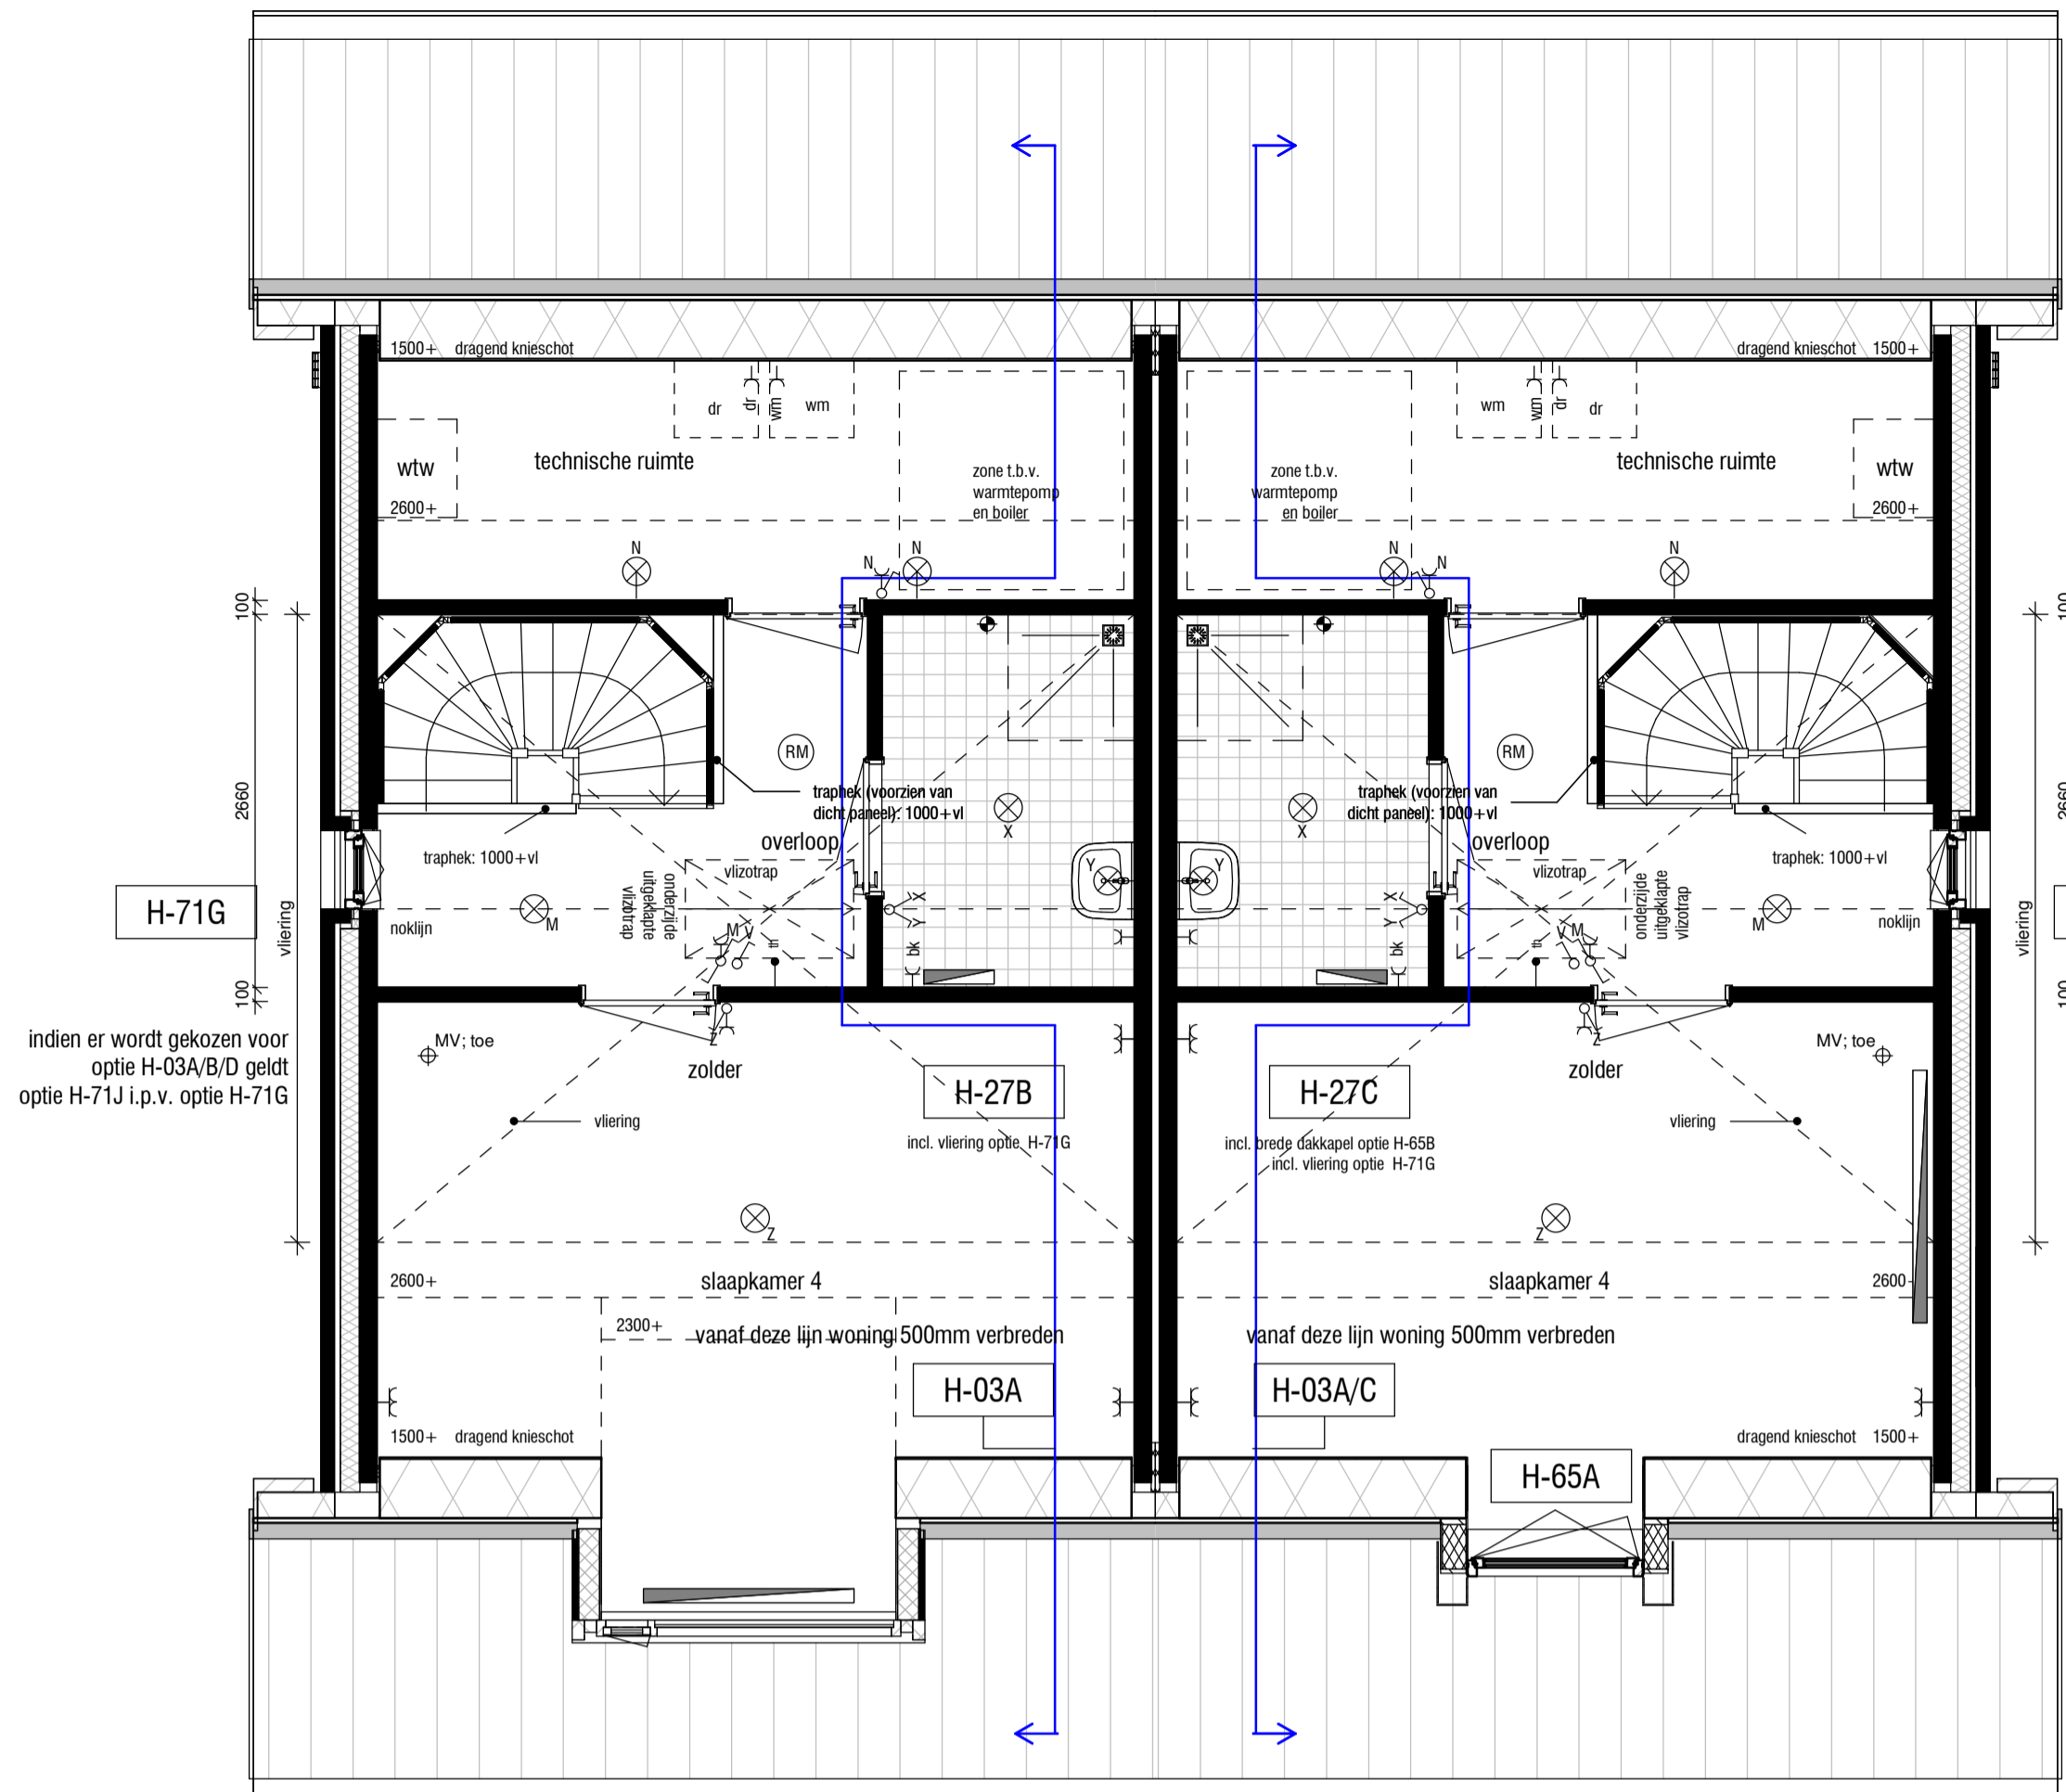 1500+ dragend knieschot
dragend knieschot 1500+
dr
dr
wm
wm
wm
wm
dr
dr
wtw
technische ruimte
2600+
zone t.b.v.
warmtepomp
en boiler
zone t.b.v.
warmtepomp
en boiler
technische ruimte
wtw
2600+
N
N
N
N
N
N
100
2660
100
vliering
RM
traphek (voorzien van
dicht paneel): 1000+vl
overloop
traphek: 1000+vl
vlizotrap
onderzijde
uitgeklapte
vlizotrap
M
noklijn
M
V
th
X
Y
X
Y
bk
H-71G
RM
traphek (voorzien van
dicht paneel): 1000+vl
overloop
traphek: 1000+vl
vlizotrap
onderzijde
uitgeklapte
vlizotrap
M
noklijn
V
M
th
X
Y
X
Y
bk
100
2660
100
vliering
indien er wordt gekozen voor
optie H-03A/B/D geldt
optie H-71J i.p.v. optie H-71G
MV; toe
Z
zolder
H-27B
incl. vliering optie H-71G
vliering
Z
2600+
slaapkamer 4
2300+
vanaf deze lijn woning 500mm verbreden
H-03A
1500+ dragend knieschot
MV; toe
Z
zolder
H-27C
incl. brede dakkapel optie H-65B
incl. vliering optie H-71G
vliering
Z
slaapkamer 4
2600+
vanaf deze lijn woning 500mm verbreden
H-03A/C
dragend knieschot 1500+
H-65A